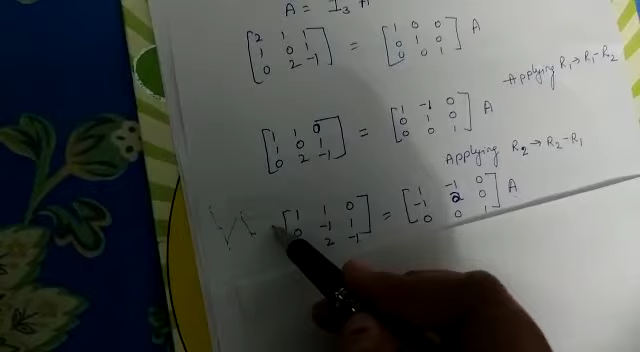 A = I3 A
[2 1 1 = [1 0 0 A
1 0 1 0 1 0
0 2 -1] 0 0 1]
Applying R1 → R1-R2
[1 1 0 = [1 -1 0 A
1 0 1 0 1 0
0 2 -1] 0 0 1]
Applying R2 → R2-R1
[1 1 0 = [1 -1 0 A
0 -1 1 -1 2 0
2 -1] 0 0 1]